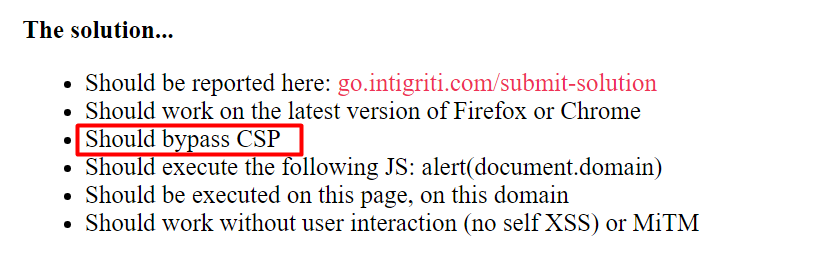 The solution...
Should be reported here: go.intigriti.com/submit-solution
Should work on the latest version of Firefox or Chrome
Should bypass CSP
Should execute the following JS: alert(document.domain)
Should be executed on this page, on this domain
Should work without user interaction (no self XSS) or MiTM